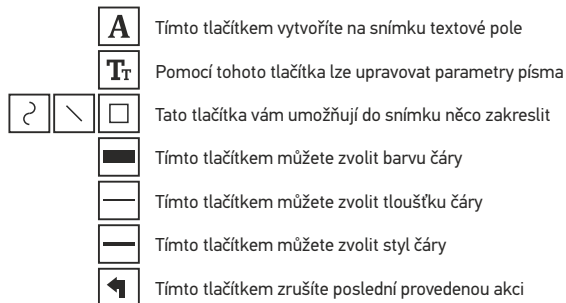 A Tímto tlačítkem vytvoříte na snímku textové pole
TT Pomocí tohoto tlačítka lze upravovat parametry písma
Tato tlačítka vám umožňují do snímku něco zakreslit
Tímto tlačítkem můžete zvolit barvu čáry
Tímto tlačítkem můžete zvolit tloušťku čáry
Tímto tlačítkem můžete zvolit styl čáry
Tímto tlačítkem zrušíte poslední provedenou akci